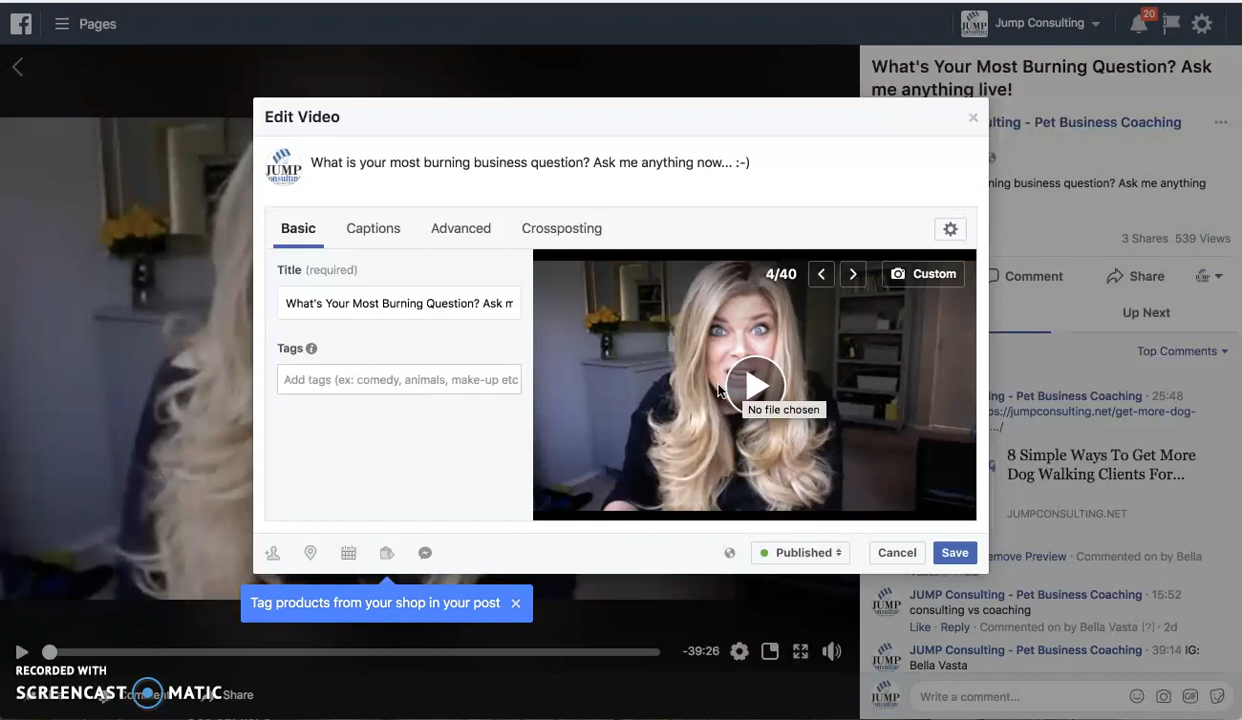 Pages
Jump Consulting
20
What's Your Most Burning Question? Ask
me anything live!
ulting - Pet Business Coaching
ning business question? Ask me anything
3 Shares 539 Views
Comment
Share
Up Next
Top Comments
ng - Pet Business Coaching · 25:48
ps://jumpconsulting.net/get-more-dog-
.../
8 Simple Ways To Get More
Dog Walking Clients For...
JUMPCONSULTING.NET
emove Preview · Commented on by Bella
JUMP Consulting - Pet Business Coaching · 15:52
consulting vs coaching
Like · Reply · Commented on by Bella Vasta [?] · 2d
JUMP Consulting - Pet Business Coaching · 39:14 IG:
Bella Vasta
Write a comment...
GIF
Edit Video
JUMP
What is your most burning business question? Ask me anything now... :-)
Basic
Captions
Advanced
Crossposting
Title (required)
What's Your Most Burning Question? Ask m
Tags
Add tags (ex: comedy, animals, make-up etc
4/40
Custom
No file chosen
Published
Cancel
Save
Tag products from your shop in your post
-39:26
RECORDED WITH
SCREENCAST MATIC
Share